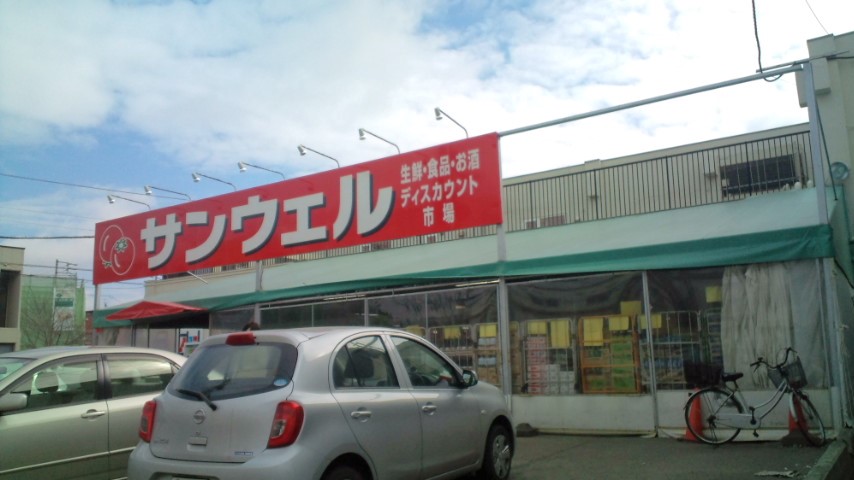 サンウェル
生鮮・食品・お酒
ディスカウント
市場